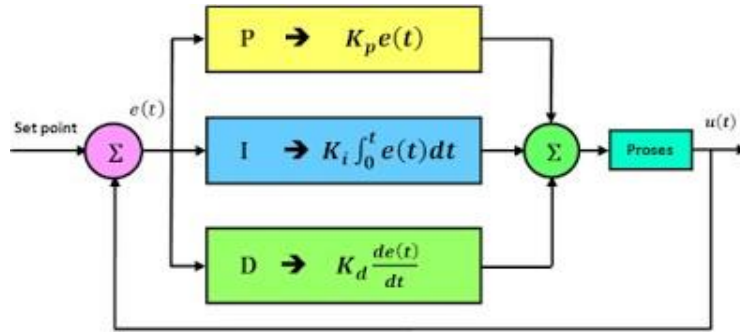 P ➔ K_p e(t)
e(t)
Set point
Σ
I ➔ K_i ∫_0^t e(t)dt
Σ
Proses
u(t)
D ➔ K_d de(t)/dt